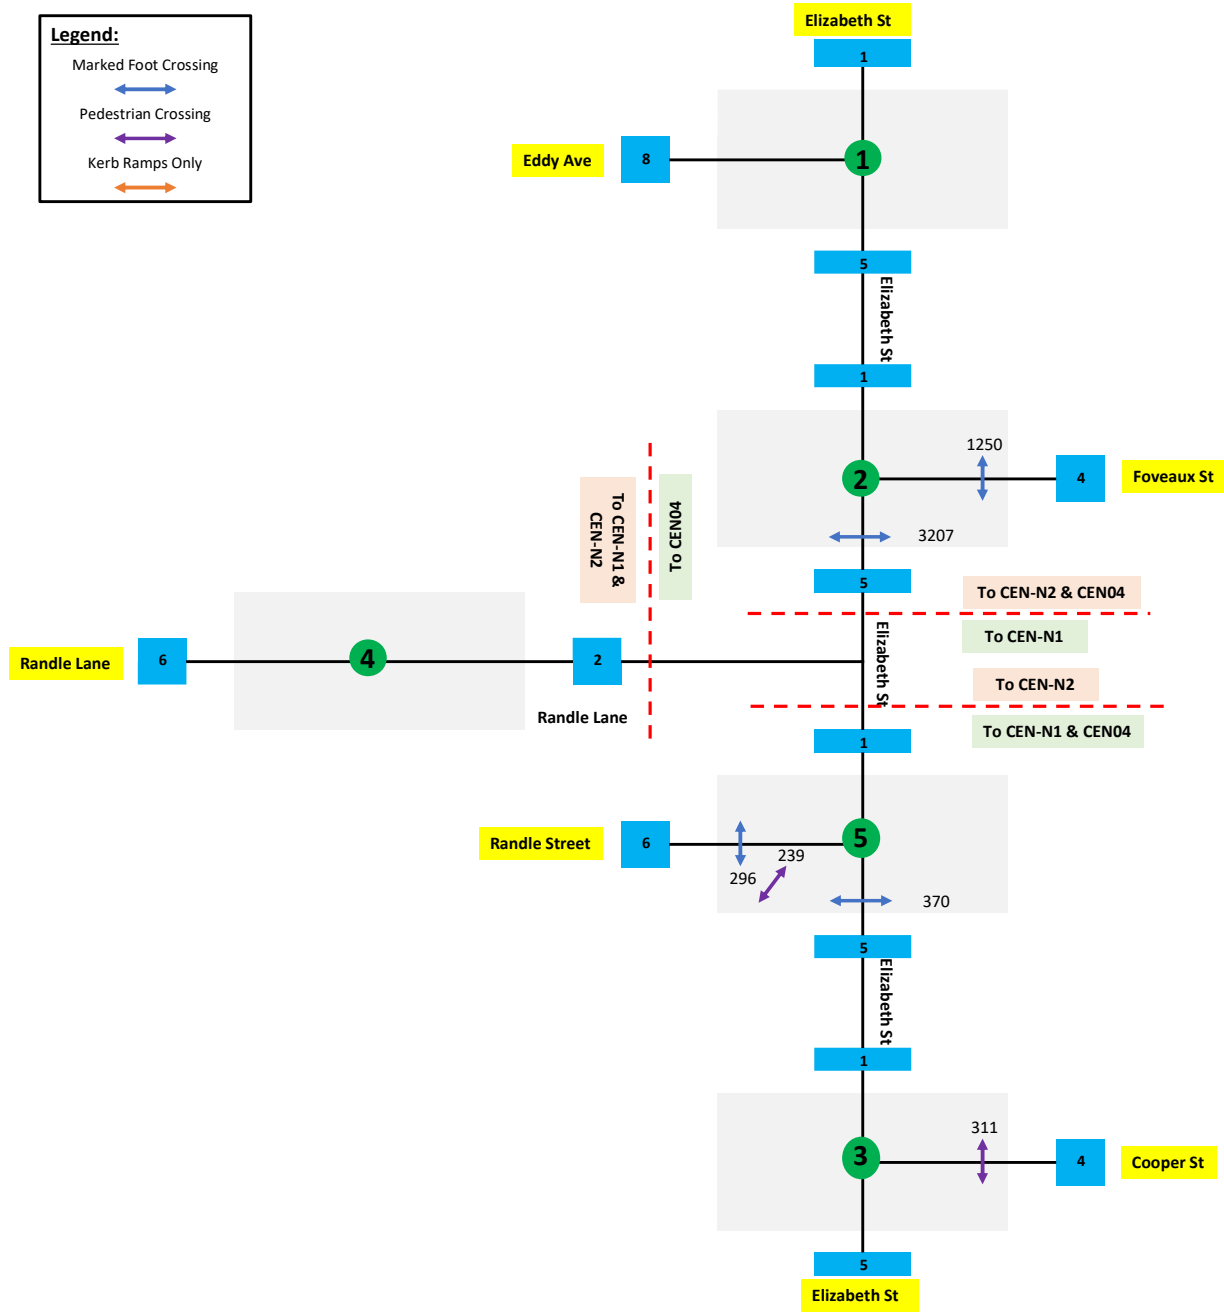 Elizabeth St
Legend:
Marked Foot Crossing
Pedestrian Crossing
Kerb Ramps Only
1
Eddy Ave
8
1
5
Elizabeth St
1
1250
2
4
Foveaux St
3207
To CEN-N1 &
CEN-N2
To CEN04
5
To CEN-N2 & CEN04
To CEN-N1
Elizabeth St
Randle Lane
6
4
2
To CEN-N2
Randle Lane
To CEN-N1 & CEN04
1
Randle Street
6
5
239
296
370
5
Elizabeth St
1
311
3
4
Cooper St
5
Elizabeth St